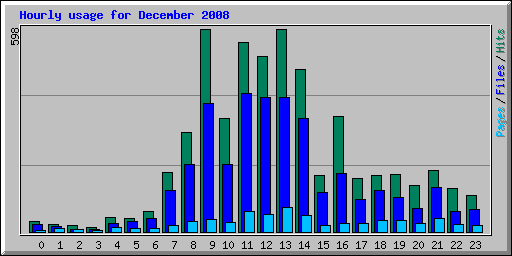 Hourly usage for December 2008
598
Pages / Files / Hits
0 1 2 3 4 5 6 7 8 9 10 11 12 13 14 15 16 17 18 19 20 21 22 23